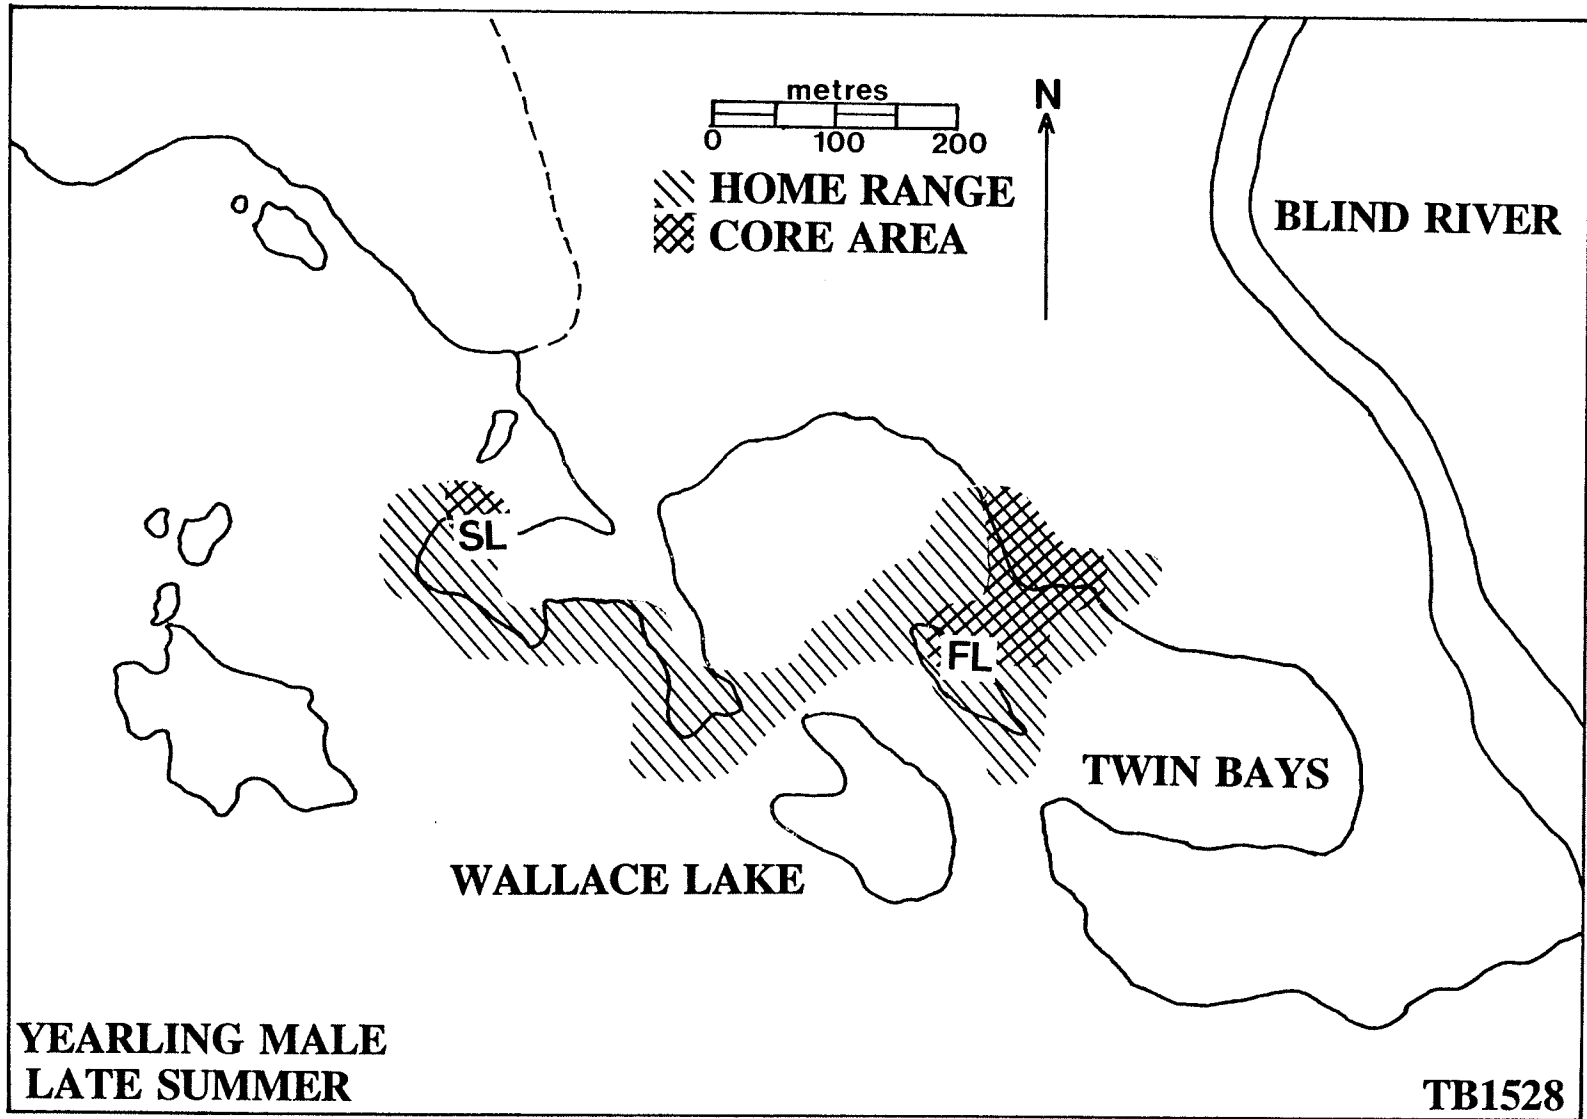 metres
N
0 100 200
HOME RANGE
CORE AREA
BLIND RIVER
SL
FL
TWIN BAYS
WALLACE LAKE
YEARLING MALE
LATE SUMMER
TB1528